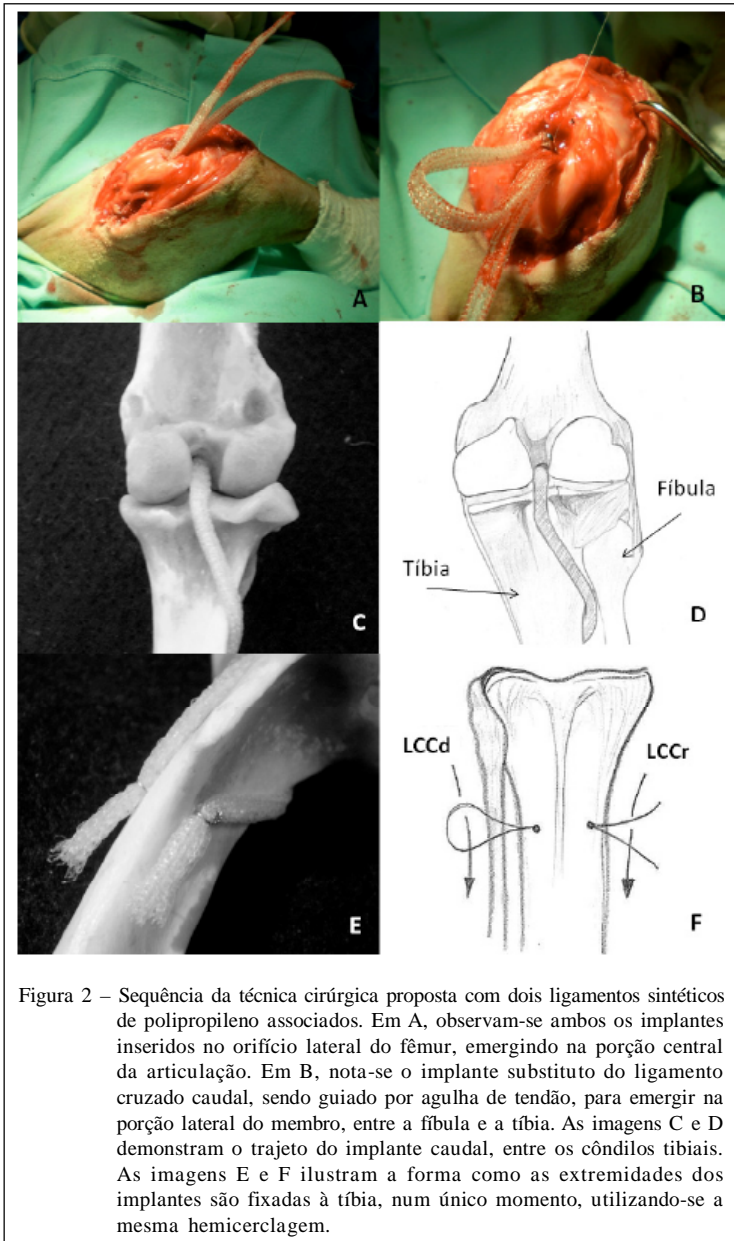 A
B
C
Fíbula
Tíbia
D
LCCd
LCCr
E
F
Figura 2 – Sequência da técnica cirúrgica proposta com dois ligamentos sintéticos
de polipropileno associados. Em A, observam-se ambos os implantes
inseridos no orifício lateral do fêmur, emergindo na porção central
da articulação. Em B, nota-se o implante substituto do ligamento
cruzado caudal, sendo guiado por agulha de tendão, para emergir na
porção lateral do membro, entre a fíbula e a tíbia. As imagens C e D
demonstram o trajeto do implante caudal, entre os côndilos tibiais.
As imagens E e F ilustram a forma como as extremidades dos
implantes são fixadas à tíbia, num único momento, utilizando-se a
mesma hemicerclagem.